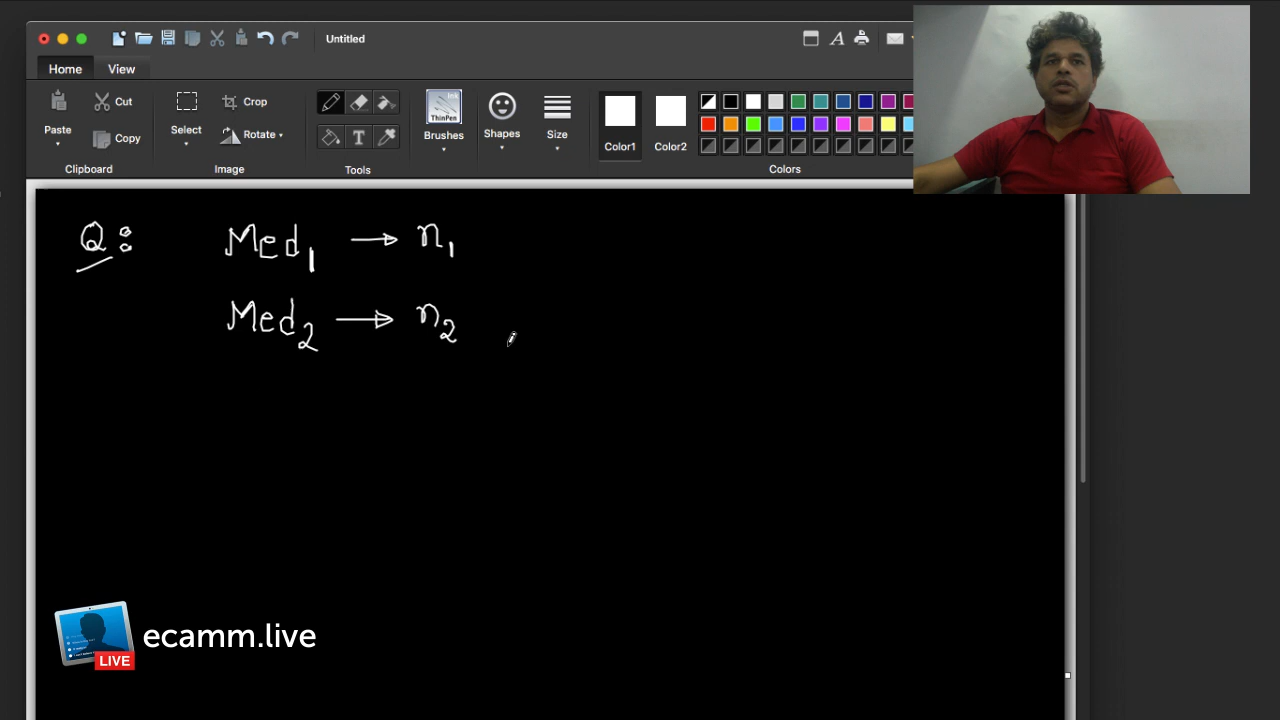 Untitled
Home View
Paste Cut Copy Select Crop Rotate Brushes Shapes Size Color1 Color2
ThinPen
Clipboard Image Tools Colors
Q: Med1 → n1
Med2 → n2
ecamm.live
LIVE